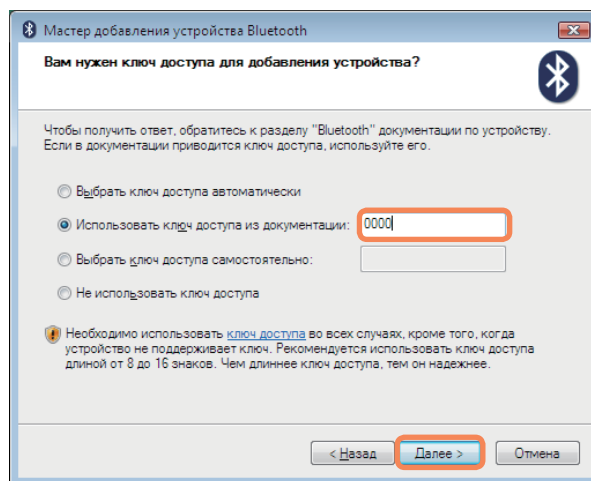 Мастер добавления устройства Bluetooth
Вам нужен ключ доступа для добавления устройства?
Чтобы получить ответ, обратитесь к разделу "Bluetooth" документации по устройству.
Если в документации приводится ключ доступа, используйте его.
Выбрать ключ доступа автоматически
Использовать ключ доступа из документации: 0000
Выбрать ключ доступа самостоятельно:
Не использовать ключ доступа
Необходимо использовать ключ доступа во всех случаях, кроме того, когда
устройство не поддерживает ключ. Рекомендуется использовать ключ доступа
длиной от 8 до 16 знаков. Чем длиннее ключ доступа, тем он надежнее.
< Назад Далее > Отмена